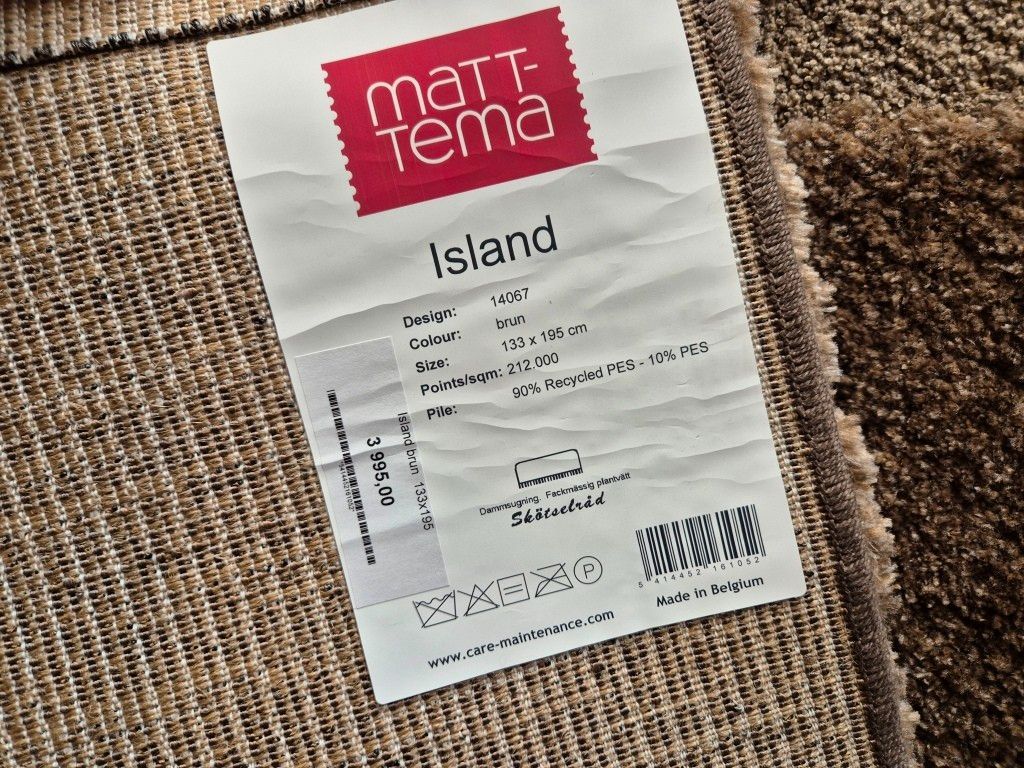 matt-
tema
Island
Design: 14067
Colour: brun
Size: 133 x 195 cm
Points/sqm: 212.000
Pile: 90% Recycled PES - 10% PES
Island brun 133x195
3 995,00
5414452161052
Dammsugning. Fackmässig plantvätt
Skötselråd
P
www.care-maintenance.com
5 414452 161052
Made in Belgium